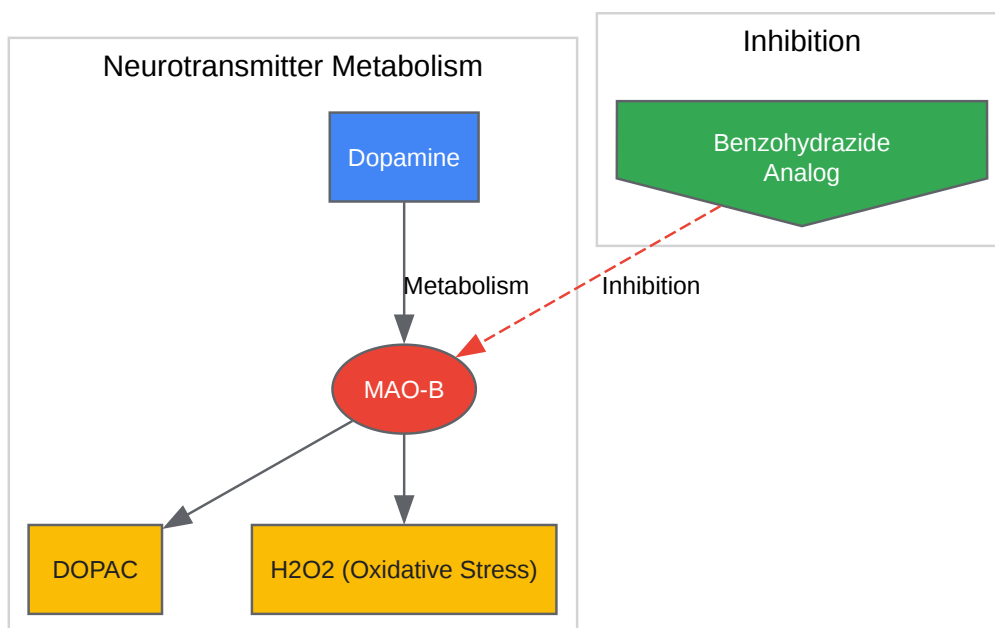 Neurotransmitter Metabolism
Inhibition
Dopamine
Benzohydrazide
Analog
Metabolism
Inhibition
MAO-B
DOPAC
H2O2 (Oxidative Stress)